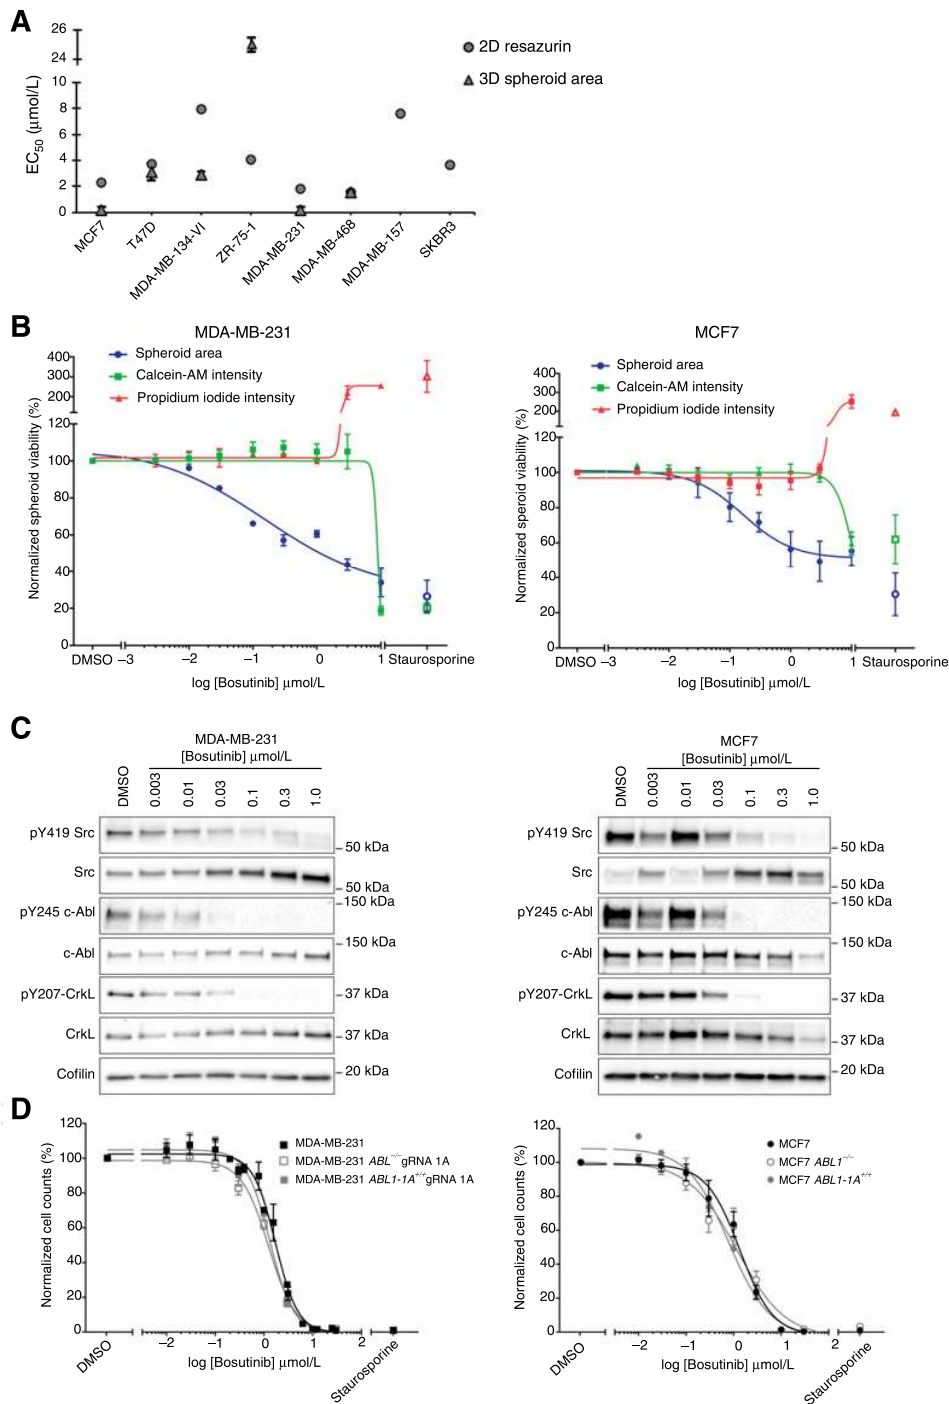 A
26
24
10
8
6
4
2
0
EC50 (μmol/L)
2D resazurin
3D spheroid area
MCF7
T47D
MDA-MB-134-VI
ZR-75-1
MDA-MB-231
MDA-MB-468
MDA-MB-157
SKBR3
B
MDA-MB-231
Spheroid area
Calcein-AM intensity
Propidium iodide intensity
Normalized spheroid viability (%)
400
300
200
120
100
80
60
40
20
0
DMSO −3 −2 −1 0 1 Staurosporine
log [Bosutinib] μmol/L
MCF7
Spheroid area
Calcein-AM intensity
Propidium iodide intensity
Normalized speroid viability (%)
400
300
200
120
100
80
60
40
20
0
DMSO −3 −2 −1 0 1 Staurosporine
log [Bosutinib] μmol/L
C
MDA-MB-231
[Bosutinib] μmol/L
DMSO 0.003 0.01 0.03 0.1 0.3 1.0
pY419 Src 50 kDa
Src 50 kDa
pY245 c-Abl 150 kDa
c-Abl 150 kDa
pY207-CrkL 37 kDa
CrkL 37 kDa
Cofilin 20 kDa
MCF7
[Bosutinib] μmol/L
DMSO 0.003 0.01 0.03 0.1 0.3 1.0
pY419 Src 50 kDa
Src 50 kDa
pY245 c-Abl 150 kDa
c-Abl 150 kDa
pY207-CrkL 37 kDa
CrkL 37 kDa
Cofilin 20 kDa
D
Normalized cell counts (%)
120
100
80
60
40
20
0
MDA-MB-231
MDA-MB-231 ABL−/−gRNA 1A
MDA-MB-231 ABL1-1A+/+gRNA 1A
DMSO −2 −1 0 1 2 Staurosporine
log [Bosutinib] μmol/L
Normalized cell counts (%)
120
100
80
60
40
20
0
MCF7
MCF7 ABL1−/−
MCF7 ABL1-1A+/+
DMSO −2 −1 0 1 2 Staurosporine
log [Bosutinib] μmol/L